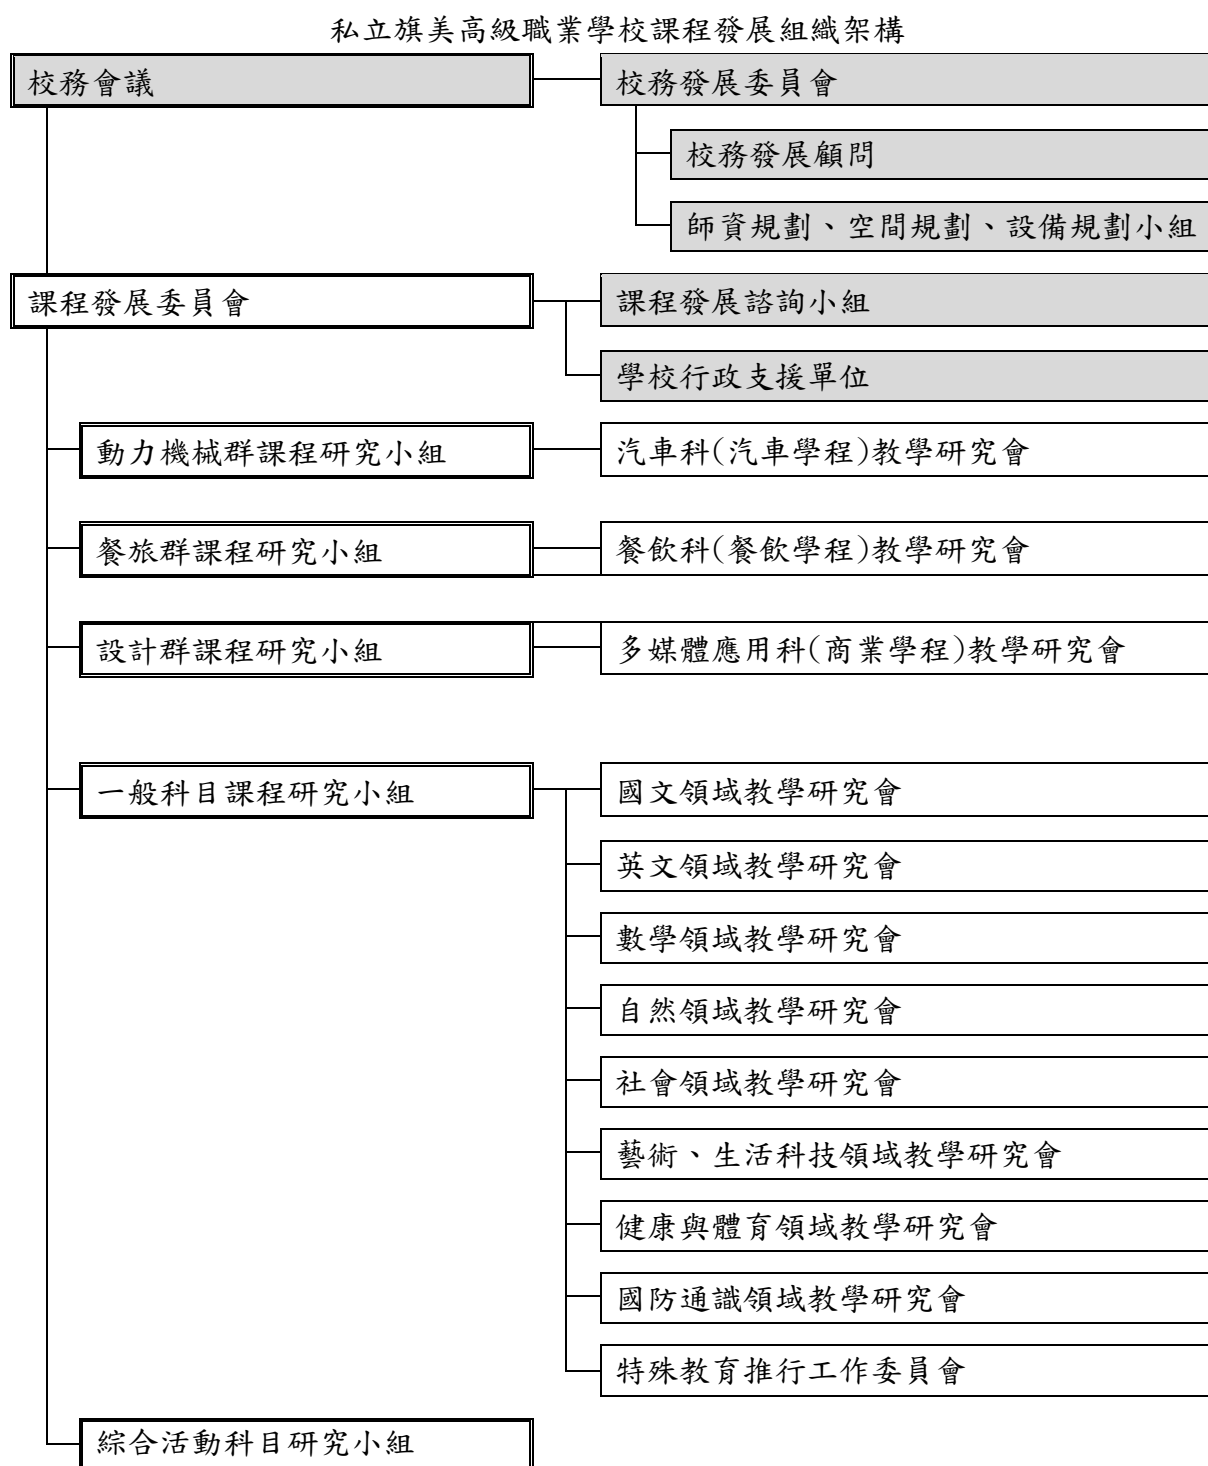 私立旗美高級職業學校課程發展組織架構
校務會議
校務發展委員會
校務發展顧問
師資規劃、空間規劃、設備規劃小組
課程發展委員會
課程發展諮詢小組
學校行政支援單位
動力機械群課程研究小組
汽車科(汽車學程)教學研究會
餐旅群課程研究小組
餐飲科(餐飲學程)教學研究會
設計群課程研究小組
多媒體應用科(商業學程)教學研究會
一般科目課程研究小組
國文領域教學研究會
英文領域教學研究會
數學領域教學研究會
自然領域教學研究會
社會領域教學研究會
藝術、生活科技領域教學研究會
健康與體育領域教學研究會
國防通識領域教學研究會
特殊教育推行工作委員會
綜合活動科目研究小組